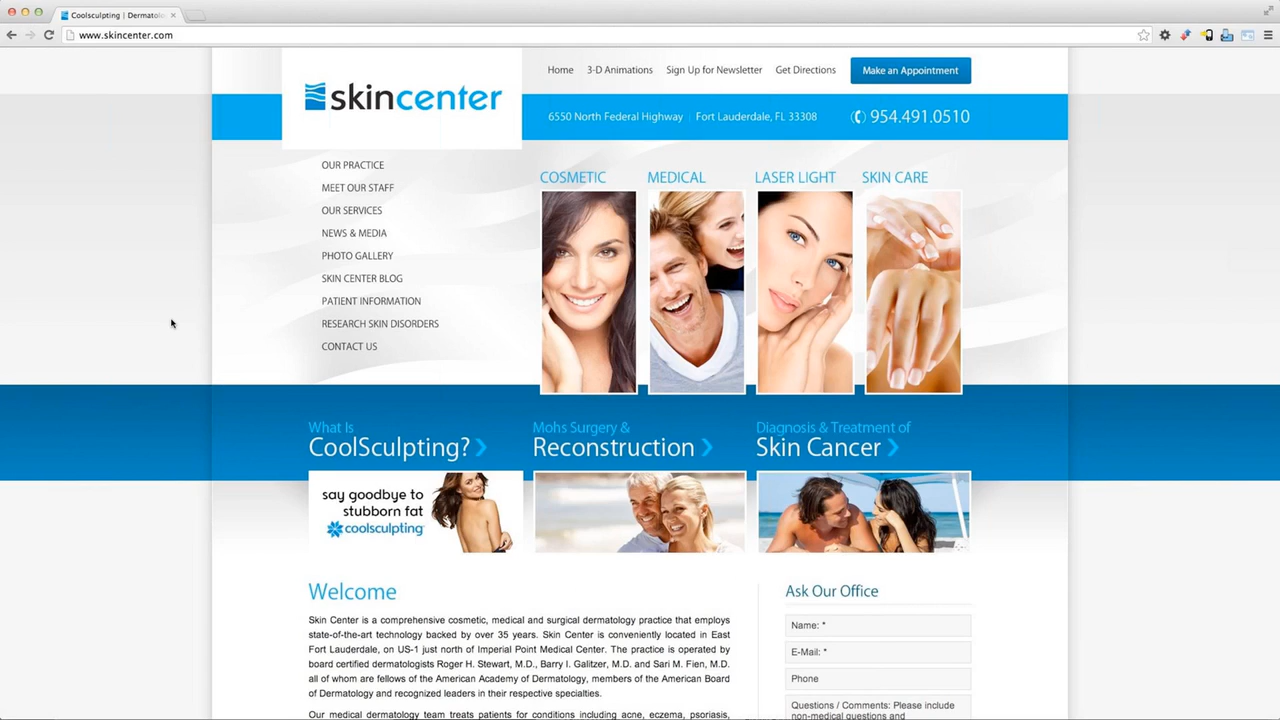 Coolsculpting | Dermatolo
www.skincenter.com
skincenter
Home 3-D Animations Sign Up for Newsletter Get Directions Make an Appointment
6550 North Federal Highway | Fort Lauderdale, FL 33308 954.491.0510
OUR PRACTICE
MEET OUR STAFF
OUR SERVICES
NEWS & MEDIA
PHOTO GALLERY
SKIN CENTER BLOG
PATIENT INFORMATION
RESEARCH SKIN DISORDERS
CONTACT US
COSMETIC MEDICAL LASER LIGHT SKIN CARE
What Is
CoolSculpting?
Mohs Surgery &
Reconstruction
Diagnosis & Treatment of
Skin Cancer
say goodbye to
stubborn fat
coolsculpting
Welcome
Skin Center is a comprehensive cosmetic, medical and surgical dermatology practice that employs
state-of-the-art technology backed by over 35 years. Skin Center is conveniently located in East
Fort Lauderdale, on US-1 just north of Imperial Point Medical Center. The practice is operated by
board certified dermatologists Roger H. Stewart, M.D., Barry I. Galitzer, M.D. and Sari M. Fien, M.D.
all of whom are fellows of the American Academy of Dermatology, members of the American Board
of Dermatology and recognized leaders in their respective specialties.
Our medical dermatology team treats patients for conditions including acne, eczema, psoriasis,
Ask Our Office
Name: *
E-Mail: *
Phone
Questions / Comments: Please include
non-medical questions and